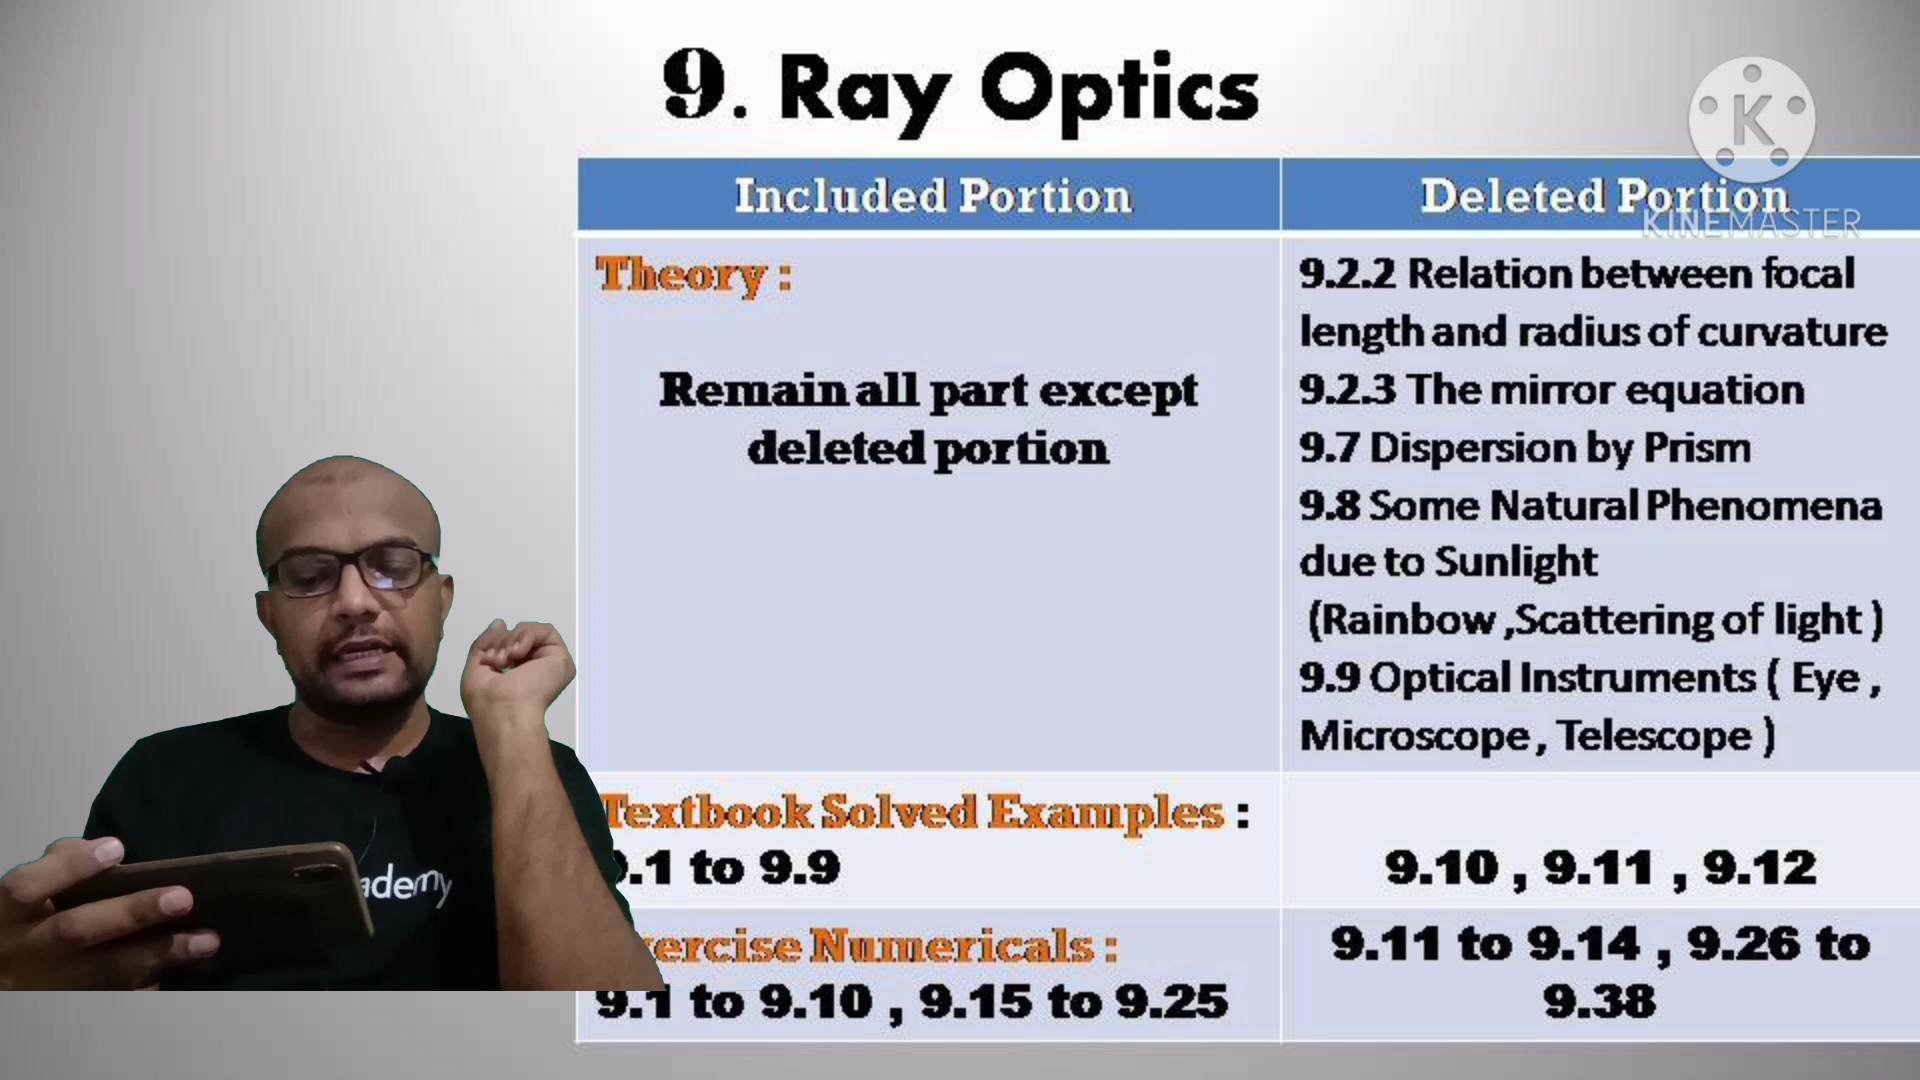 9. Ray Optics
K
KINEMASTER
Included Portion
Deleted Portion
Theory :
Remain all part except
deleted portion
9.2.2 Relation between focal
length and radius of curvature
9.2.3 The mirror equation
9.7 Dispersion by Prism
9.8 Some Natural Phenomena
due to Sunlight
(Rainbow ,Scattering of light )
9.9 Optical Instruments ( Eye ,
Microscope , Telescope )
Textbook Solved Examples :
9.1 to 9.9
9.10 , 9.11 , 9.12
Exercise Numericals :
9.1 to 9.10 , 9.15 to 9.25
9.11 to 9.14 , 9.26 to
9.38
ademy